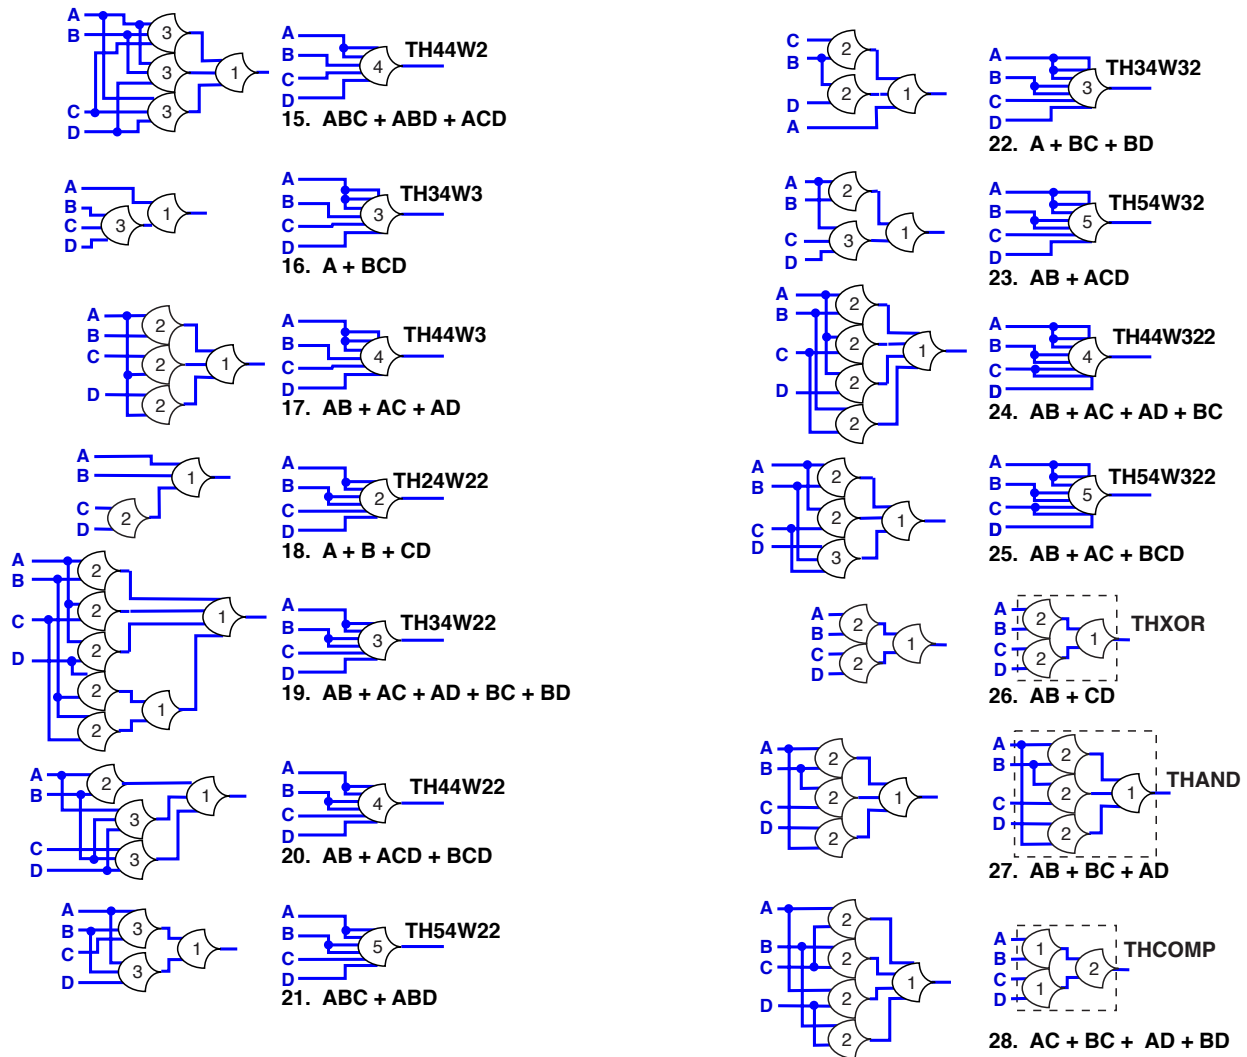 A
B
C
D
3
3
3
1
A
B
C
D
4
TH44W2
15. ABC + ABD + ACD
A
B
C
D
3
1
A
B
C
D
3
TH34W3
16. A + BCD
A
B
C
D
2
2
2
1
A
B
C
D
4
TH44W3
17. AB + AC + AD
A
B
C
D
2
1
A
B
C
D
2
TH24W22
18. A + B + CD
A
B
C
D
2
2
2
2
2
1
1
A
B
C
D
3
TH34W22
19. AB + AC + AD + BC + BD
A
B
C
D
2
3
3
1
A
B
C
D
4
TH44W22
20. AB + ACD + BCD
A
B
C
D
3
3
1
A
B
C
D
5
TH54W22
21. ABC + ABD
C
B
D
A
2
2
1
A
B
C
D
3
TH34W32
22. A + BC + BD
A
B
C
D
2
3
1
A
B
C
D
5
TH54W32
23. AB + ACD
A
B
C
D
2
2
2
2
1
A
B
C
D
4
TH44W322
24. AB + AC + AD + BC
A
B
C
D
2
2
3
1
A
B
C
D
5
TH54W322
25. AB + AC + BCD
A
B
C
D
2
2
1
A
B
C
D
2
2
1
THXOR
26. AB + CD
A
B
C
D
2
2
2
1
A
B
C
D
2
2
2
1
THAND
27. AB + BC + AD
A
B
C
D
2
2
2
2
1
A
B
C
D
1
1
2
THCOMP
28. AC + BC + AD + BD